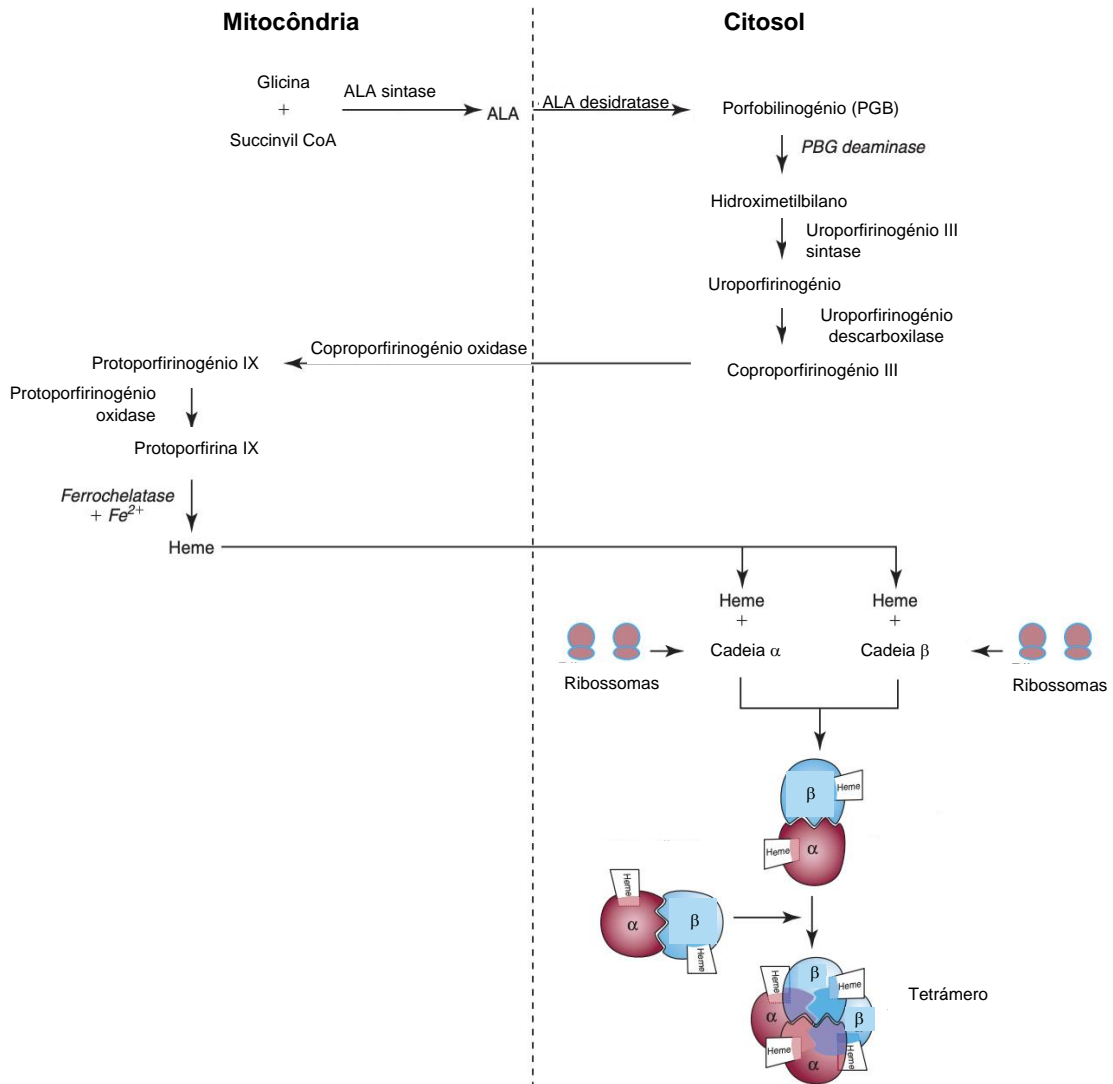 Mitocôndria
Citosol
Glicina
+
Succinvil CoA
ALA sintase
ALA
ALA desidratase
Porfobilinogénio (PGB)
PBG deaminase
Hidroximetilbilano
Uroporfirinogénio III
sintase
Uroporfirinogénio
Uroporfirinogénio
descarboxilase
Coproporfirinogénio III
Coproporfirinogénio oxidase
Protoporfirinogénio IX
Protoporfirinogénio
oxidase
Protoporfirina IX
Ferrochelatase
+ Fe2+
Heme
Heme
+
Cadeia α
Heme
+
Cadeia β
Ribossomas
Ribossomas
β
Heme
α
Heme
Heme
α
β
Heme
Heme
β
Heme
α
β
Heme
α
Heme
Tetrámero